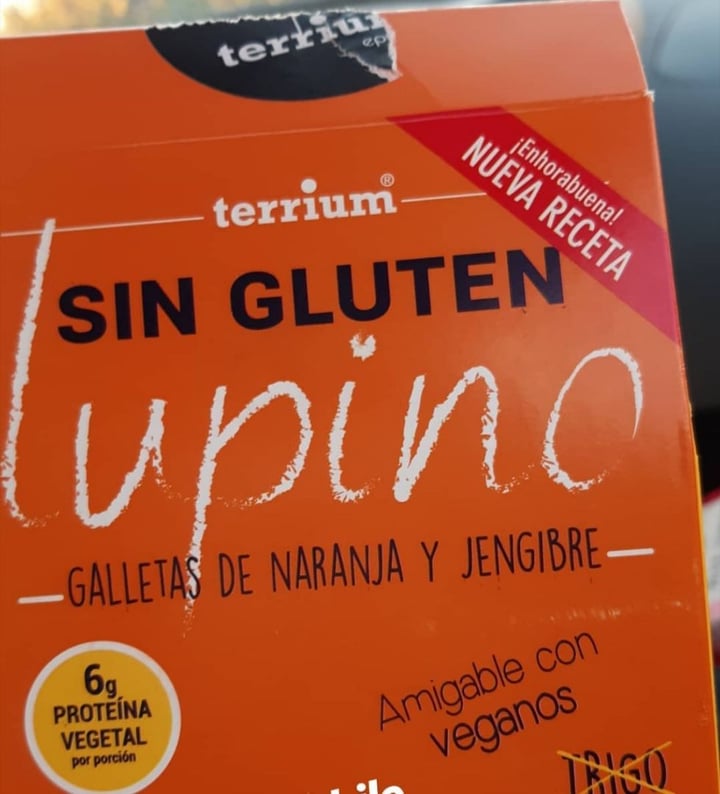 terrium
terrium®
¡Enhorabuena!
NUEVA RECETA
SIN GLUTEN
lupino
GALLETAS DE NARANJA Y JENGIBRE
6g
PROTEÍNA
VEGETAL
por porción
Amigable con
veganos
TRIGO